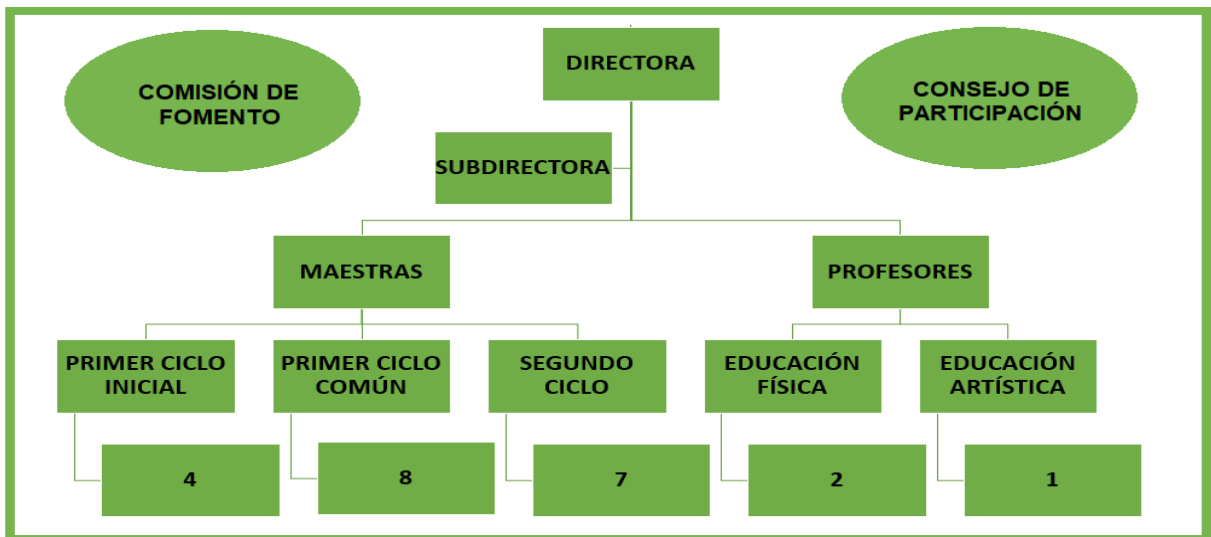 DIRECTORA
COMISIÓN DE
FOMENTO
CONSEJO DE
PARTICIPACIÓN
SUBDIRECTORA
MAESTRAS
PROFESORES
PRIMER CICLO
INICIAL
PRIMER CICLO
COMÚN
SEGUNDO
CICLO
EDUCACIÓN
FÍSICA
EDUCACIÓN
ARTÍSTICA
4
8
7
2
1